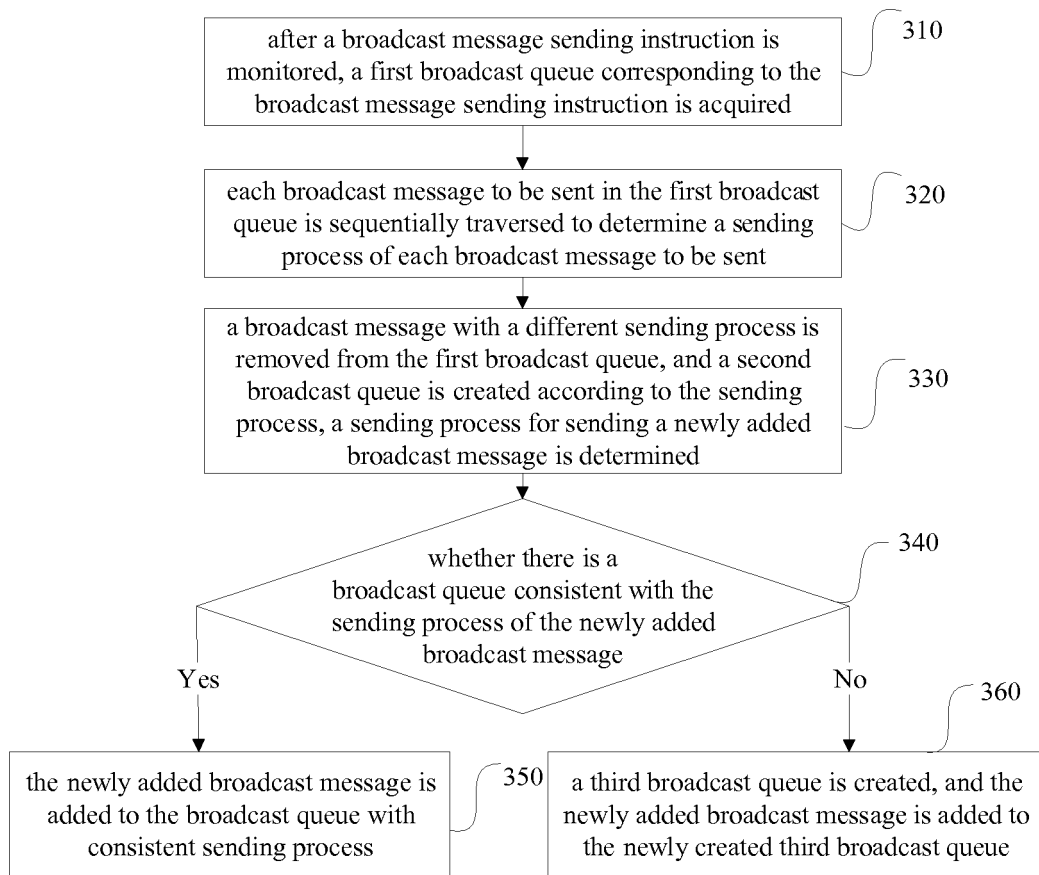 after a broadcast message sending instruction is
monitored, a first broadcast queue corresponding to the
broadcast message sending instruction is acquired
310
each broadcast message to be sent in the first broadcast
queue is sequentially traversed to determine a sending
process of each broadcast message to be sent
320
a broadcast message with a different sending process is
removed from the first broadcast queue, and a second
broadcast queue is created according to the sending
process, a sending process for sending a newly added
broadcast message is determined
330
whether there is a
broadcast queue consistent with the
sending process of the newly added
broadcast message
340
Yes
No
the newly added broadcast message is
added to the broadcast queue with
consistent sending process
350
a third broadcast queue is created, and the
newly added broadcast message is added to
the newly created third broadcast queue
360